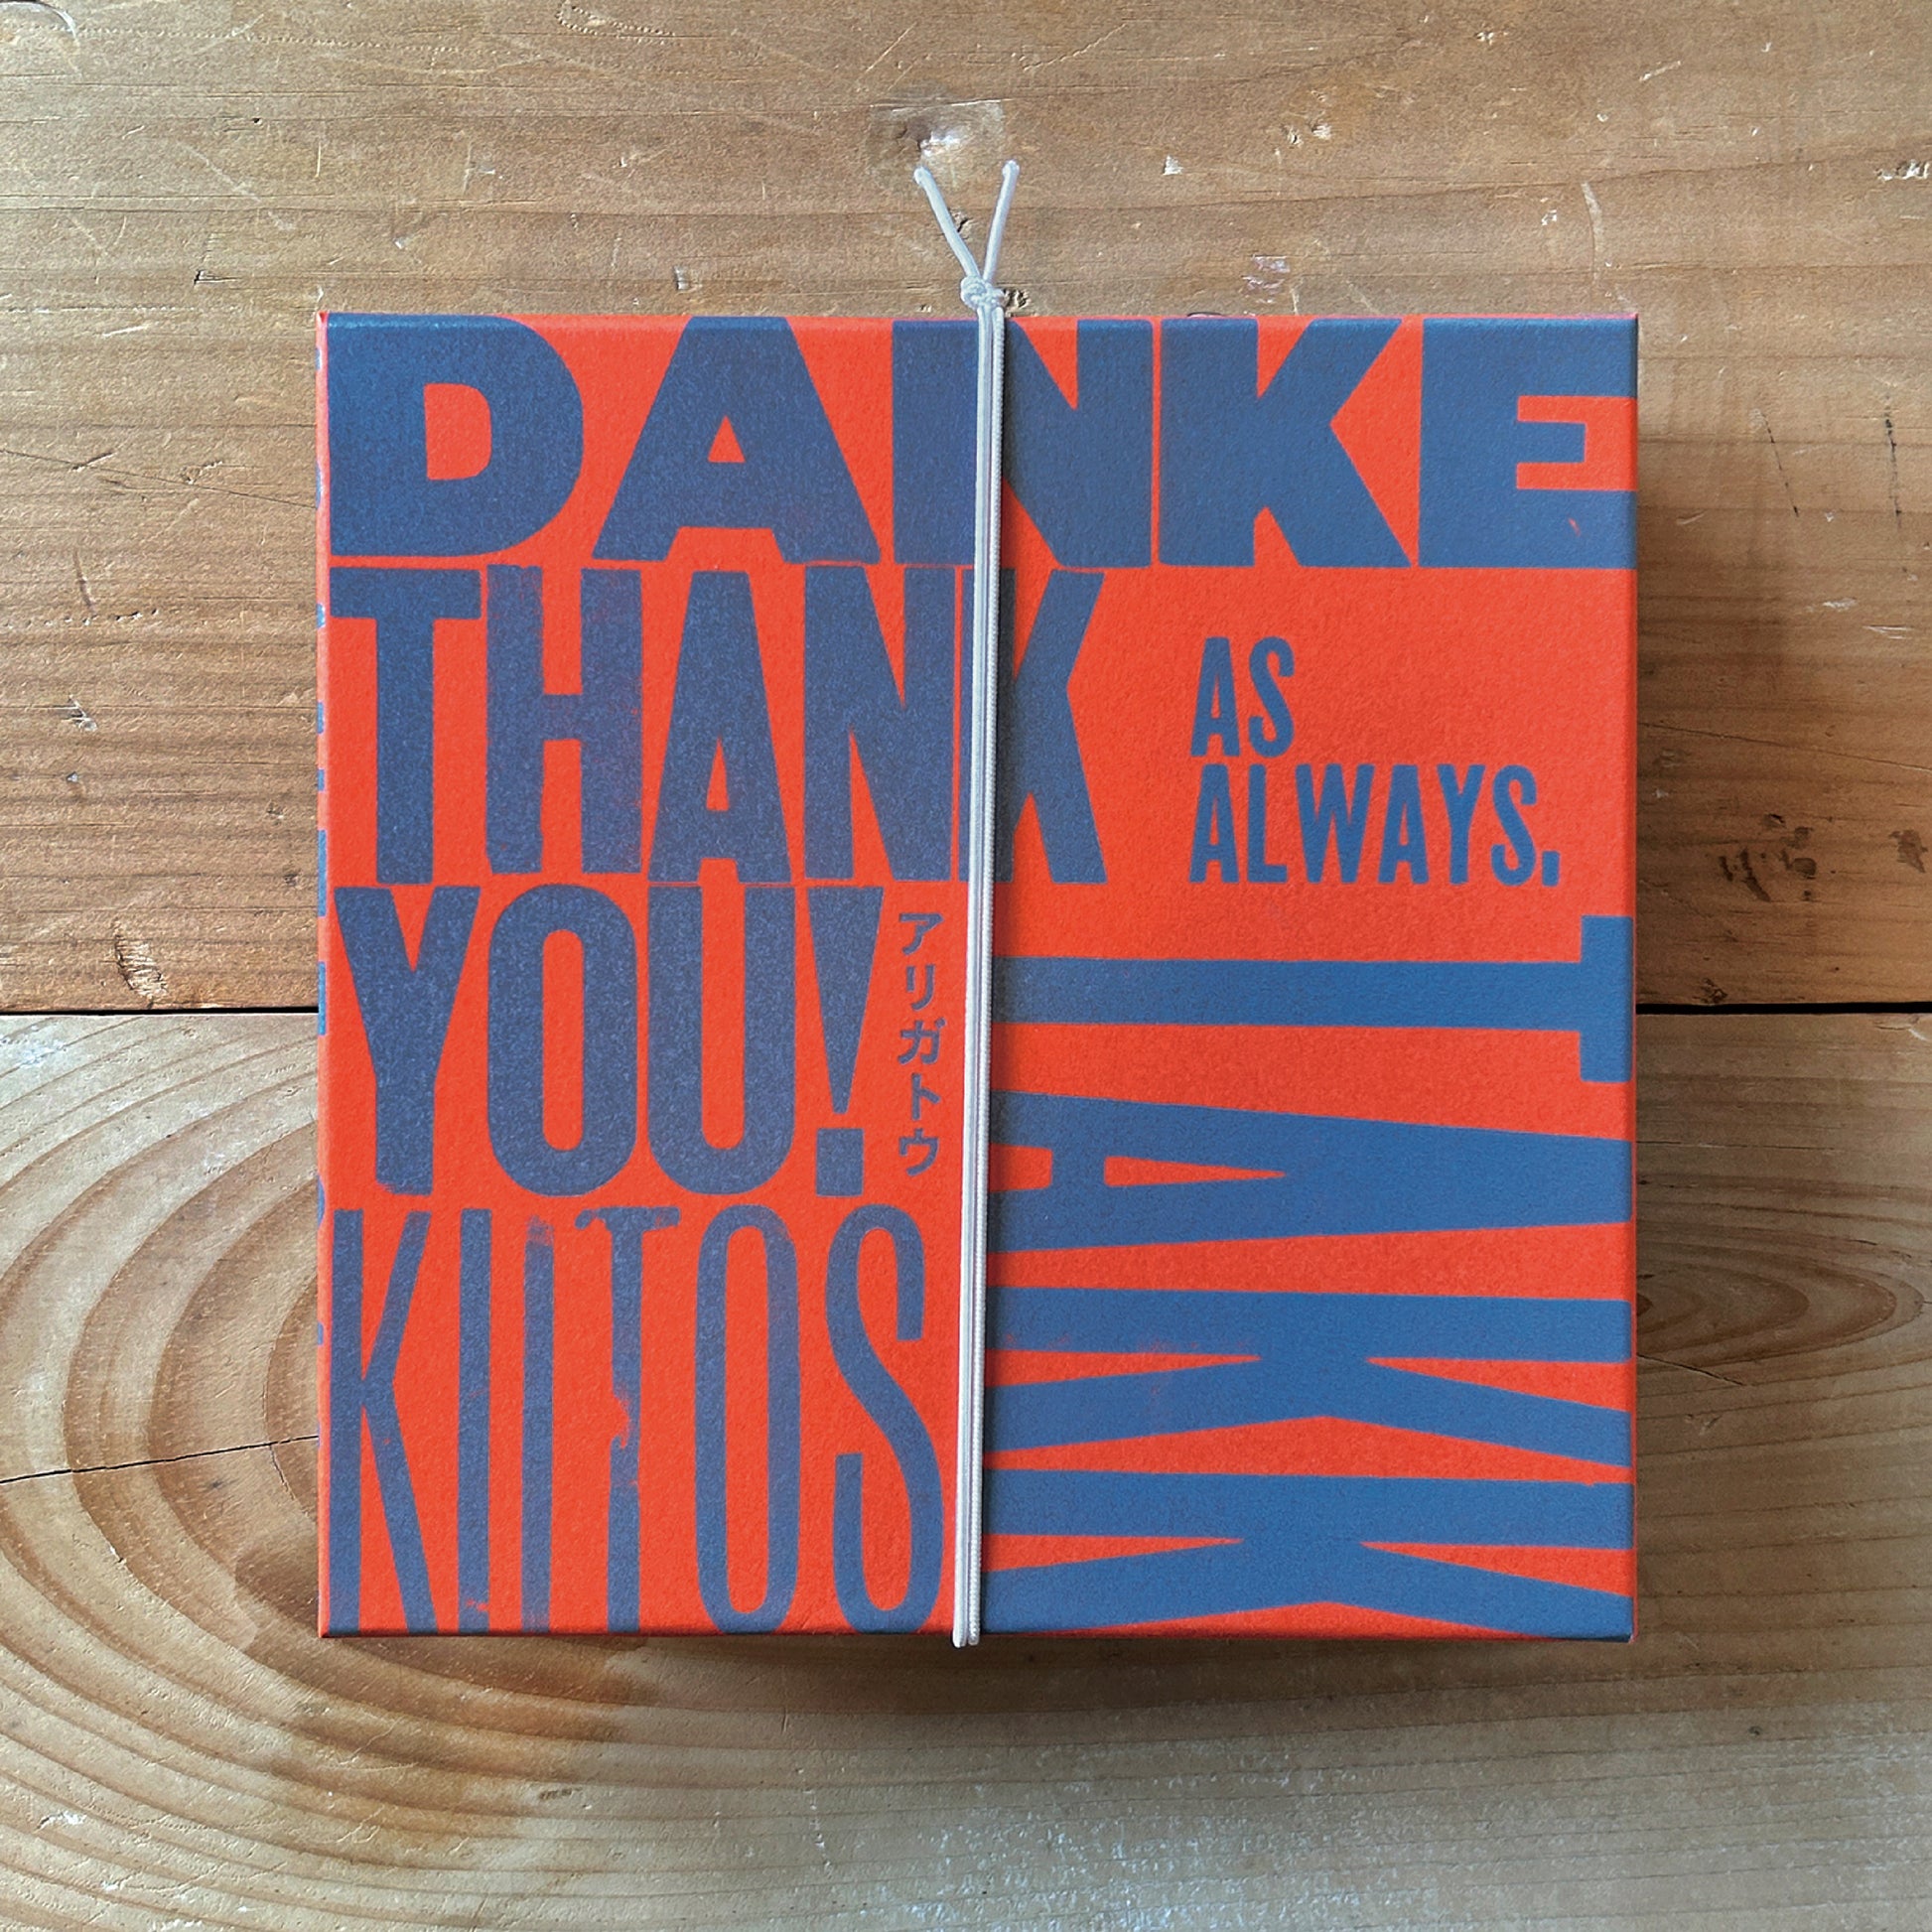 DANKE
THANK
AS
ALWAYS.
YOU!
アリガトウ
TAKK
KIITOS